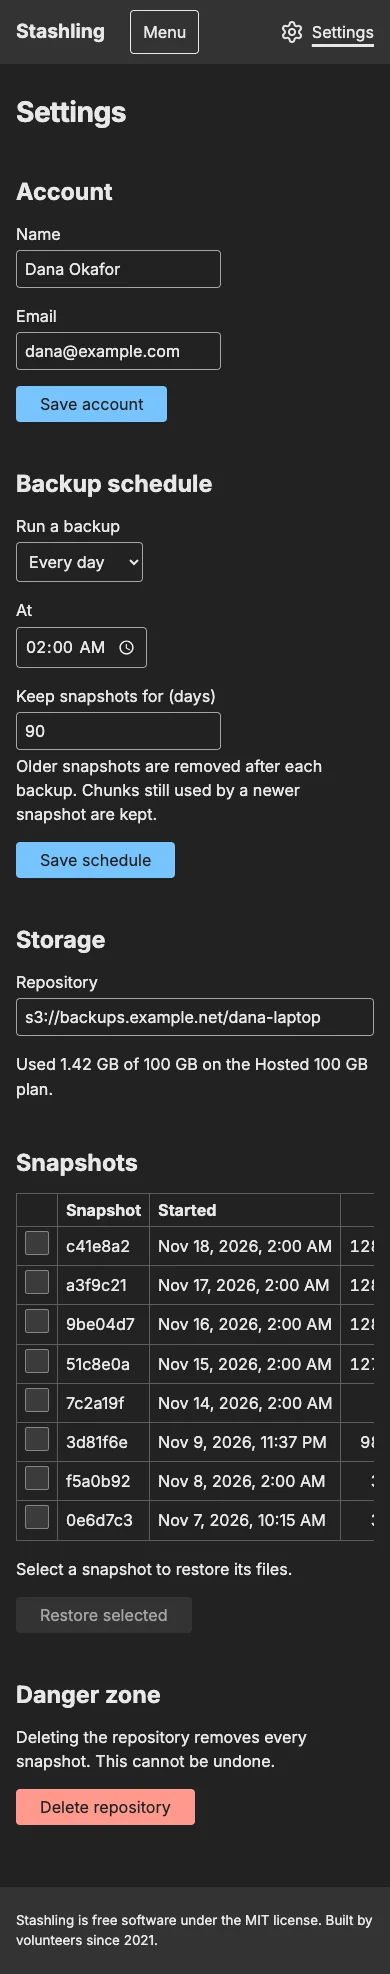 Stashling Menu Settings
Settings
Account
Name
Dana Okafor
Email
dana@example.com
Save account
Backup schedule
Run a backup
Every day
At
02:00 AM
Keep snapshots for (days)
90
Older snapshots are removed after each
backup. Chunks still used by a newer
snapshot are kept.
Save schedule
Storage
Repository
s3://backups.example.net/dana-laptop
Used 1.42 GB of 100 GB on the Hosted 100 GB
plan.
Snapshots
Snapshot Started
c41e8a2 Nov 18, 2026, 2:00 AM
a3f9c21 Nov 17, 2026, 2:00 AM
9be04d7 Nov 16, 2026, 2:00 AM
51c8e0a Nov 15, 2026, 2:00 AM
7c2a19f Nov 14, 2026, 2:00 AM
3d81f6e Nov 9, 2026, 11:37 PM
f5a0b92 Nov 8, 2026, 2:00 AM
0e6d7c3 Nov 7, 2026, 10:15 AM
Select a snapshot to restore its files.
Restore selected
Danger zone
Deleting the repository removes every
snapshot. This cannot be undone.
Delete repository
Stashling is free software under the MIT license. Built by
volunteers since 2021.